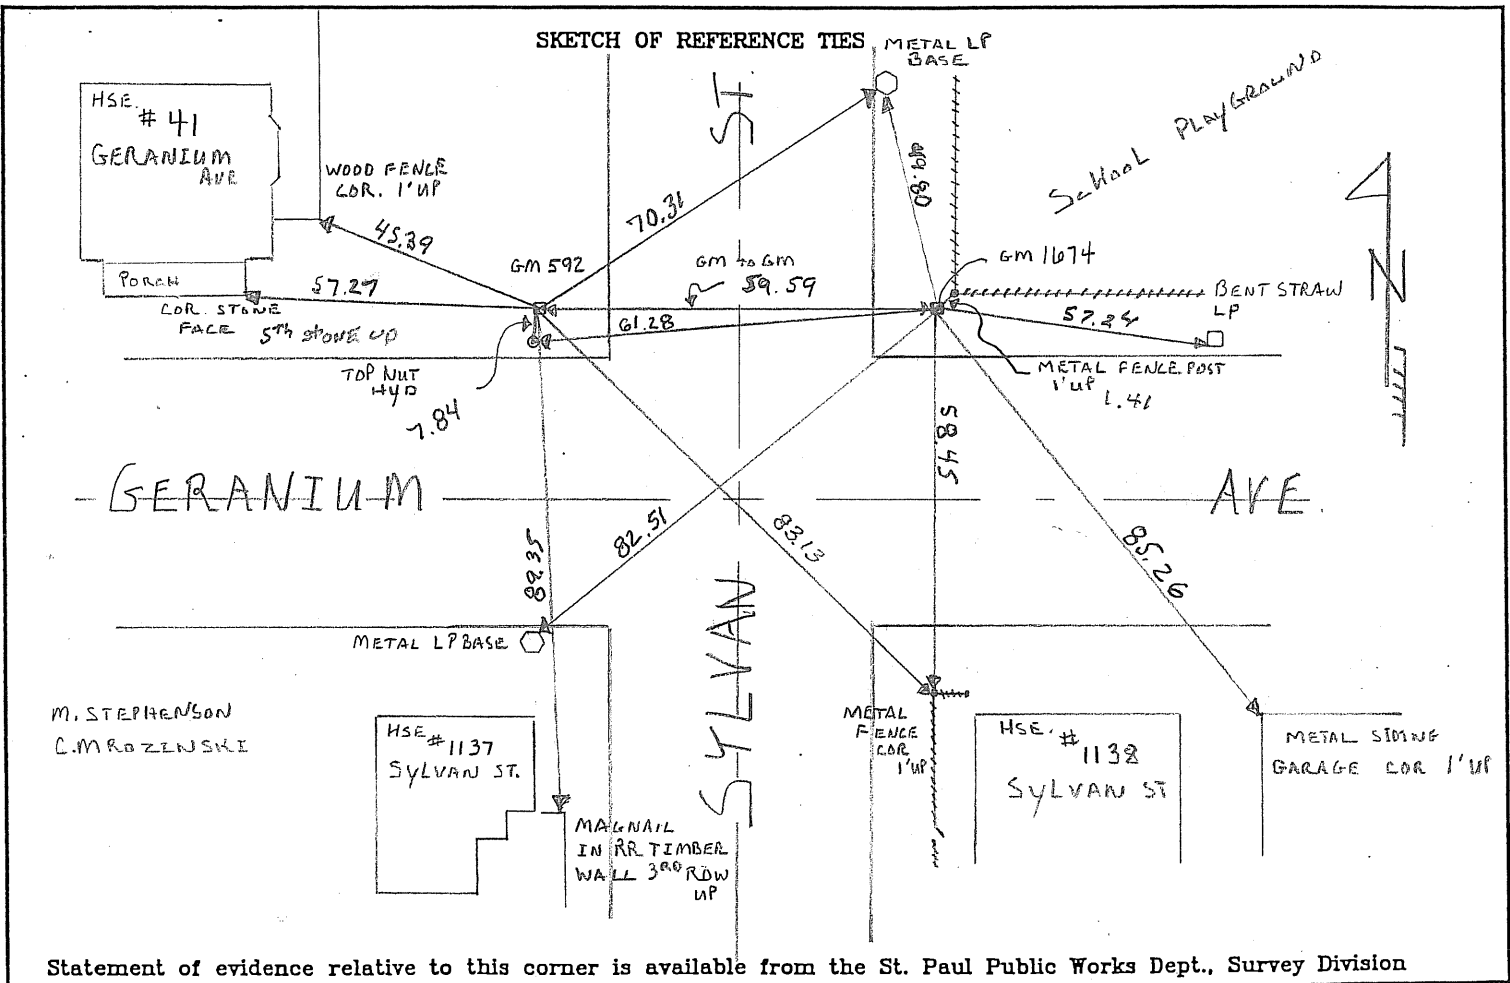 SKETCH OF REFERENCE TIES
METAL LP
BASE
ST.
SCHOOL PLAYGROUND
HSE.
# 41
GERANIUM
AVE
WOOD FENCE
COR. 1' UP
45.39
70.31
49.80
GM 592
GM to GM
59.59
GM 1674
PORCH
57.27
COR. STONE
FACE 5TH STONE UP
61.28
BENT STRAW
LP
57.24
N
TOP NUT
HYD
7.84
METAL FENCE POST
1' UP
1.41
58.45
GERANIUM AVE.
82.51
83.13
85.26
METAL LP BASE
SYLVAN
M. STEPHENSON
C. MROZINSKI
HSE #1137
SYLVAN ST.
METAL
FENCE
COR
1' UP
HSE. #
1138
SYLVAN ST
METAL SIDING
GARAGE COR 1' UP
MAGNAIL
IN RR TIMBER
WALL 3RD ROW
UP
Statement of evidence relative to this corner is available from the St. Paul Public Works Dept., Survey Division